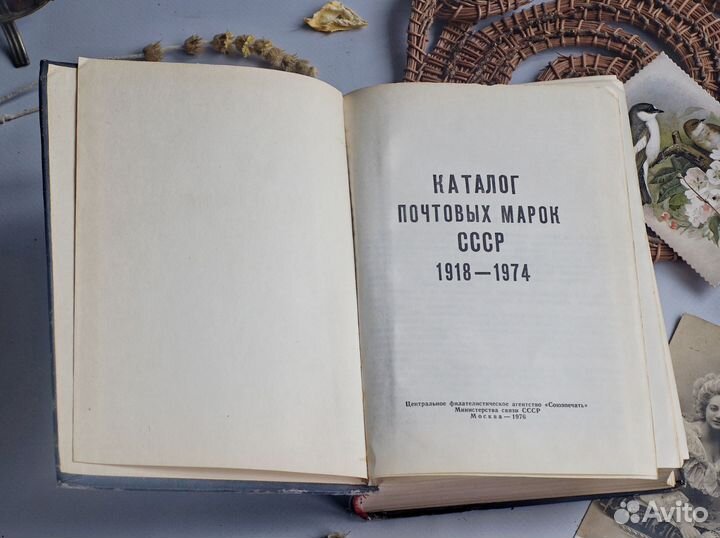 КАТАЛОГ
ПОЧТОВЫХ МАРОК
СССР
1918—1974
Центральное филателистическое агентство «Союзпечать»
Министерства связи СССР
Москва—1976
Avito